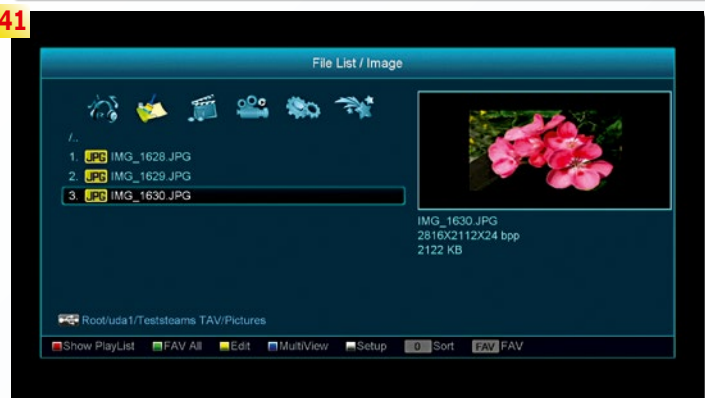 41
File List / Image
/..
1. JPG IMG_1628.JPG
2. JPG IMG_1629.JPG
3. JPG IMG_1630.JPG
IMG_1630.JPG
2816X2112X24 bpp
2122 KB
Root/uda1/Teststeams TAV/Pictures
Show PlayList FAV All Edit MultiView Setup 0 Sort FAV FAV